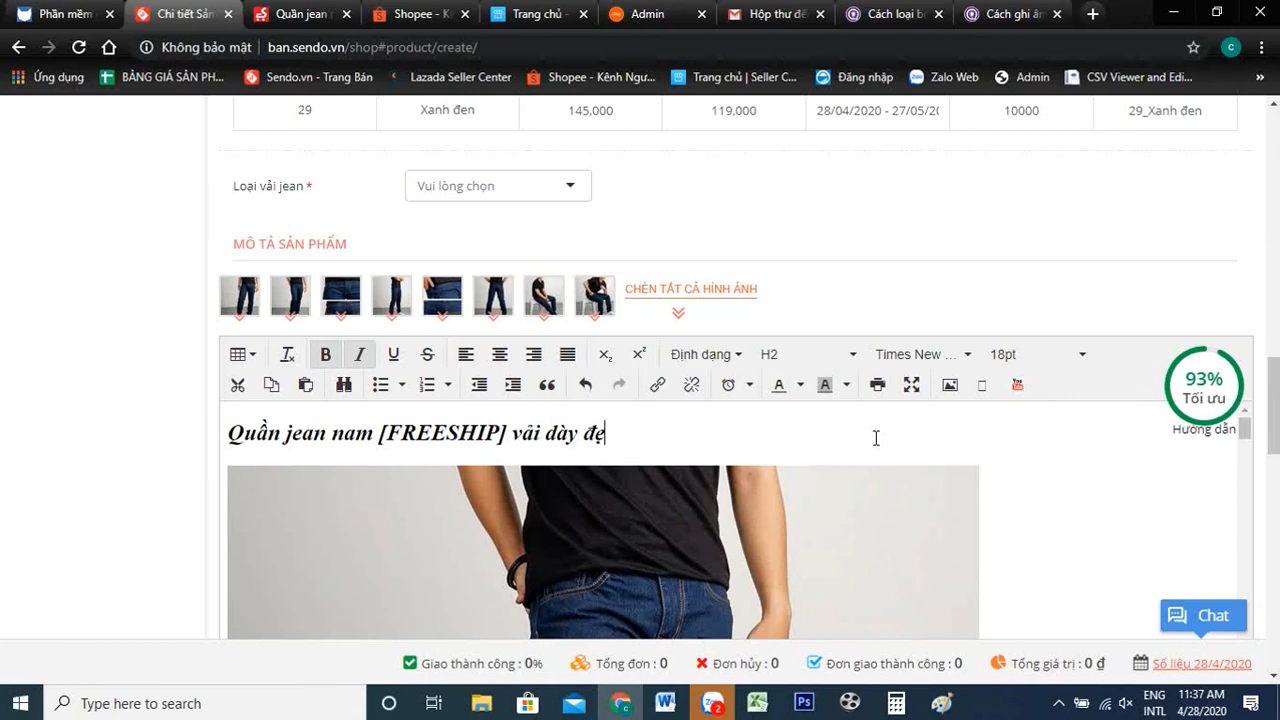 Phần mềm
Chi tiết Sản
Quần jean
Shopee - Kê
Trang chủ -
Admin
Hộp thư đế
Cách loại b
Cách ghi â
Không bảo mật
ban.sendo.vn/shop#product/create/
c
Ứng dụng
BẢNG GIÁ SẢN PH...
Sendo.vn - Trang Bán
Lazada Seller Center
Shopee - Kênh Ngư...
Trang chủ | Seller C...
Đăng nhập
Zalo Web
Admin
CSV Viewer and Edi...
»
29 Xanh đen 145,000 119,000 28/04/2020 - 27/05/2( 10000 29_Xanh đen
Loại vải jean * Vui lòng chọn
MÔ TẢ SẢN PHẨM
CHÈN TẤT CẢ HÌNH ẢNH
Định dạng H2 Times New ... 18pt
93%
Tối ưu
Hướng dẫn
Quần jean nam [FREESHIP] vải dày đẹ
Chat
Giao thành công : 0% Tổng đơn : 0 Đơn hủy : 0 Đơn giao thành công : 0 Tổng giá trị : 0 đ Số liệu 28/4/2020
Type here to search
2
ENG
INTL
11:37 AM
4/28/2020